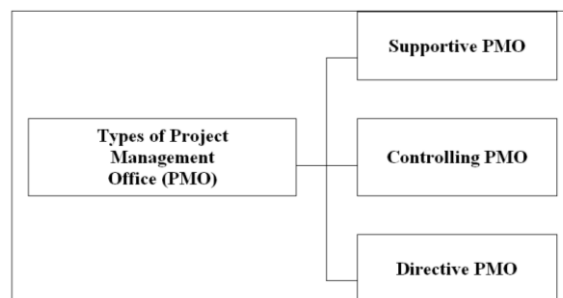 Supportive PMO
Types of Project
Management
Office (PMO)
Controlling PMO
Directive PMO